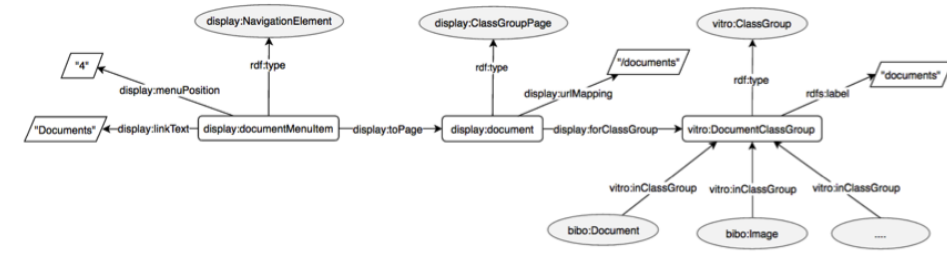 display:NavigationElement
display:ClassGroupPage
vitro:ClassGroup
"4"
rdf:type
rdf:type
"/documents"
rdf:type
"documents"
display:menuPosition
display:urlMapping
rdfs:label
"Documents"
display:linkText
display:documentMenuItem
display:toPage
display:document
display:forClassGroup
vitro:DocumentClassGroup
vitro:inClassGroup
vitro:inClassGroup
vitro:inClassGroup
bibo:Document
bibo:Image
....